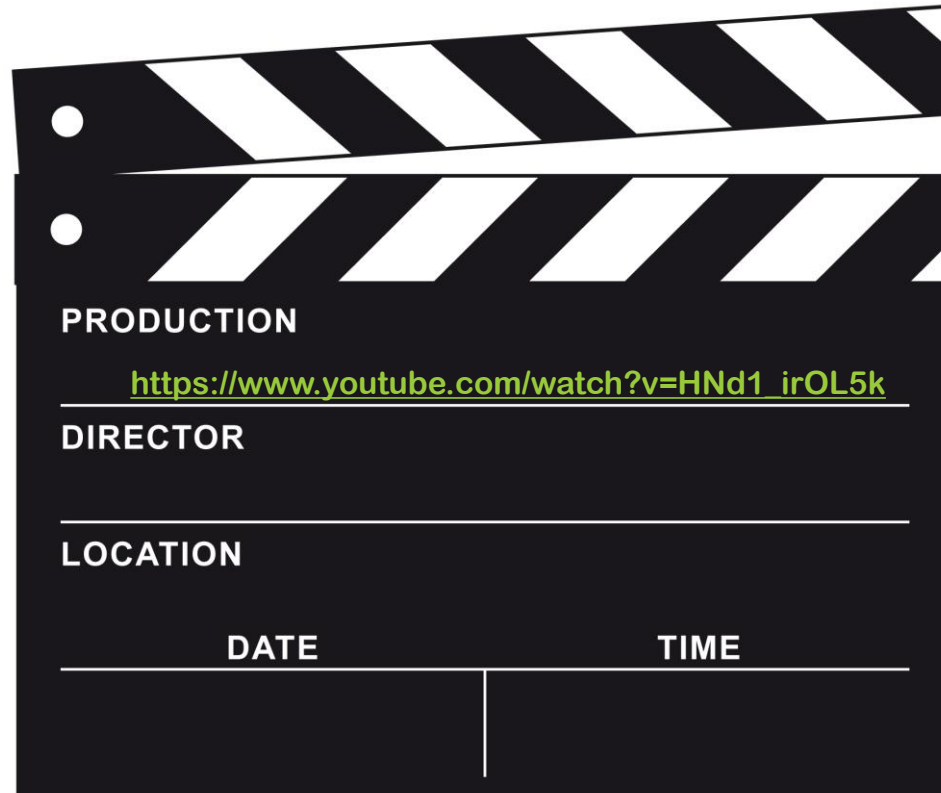 PRODUCTION
https://www.youtube.com/watch?v=HNd1_irOL5k
DIRECTOR
LOCATION
DATE TIME